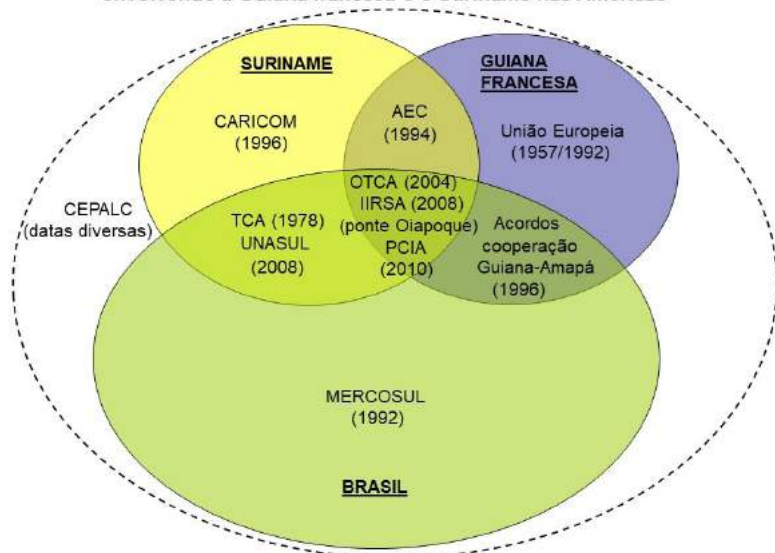 SURINAME
CARICOM
(1996)
AEC
(1994)
GUIANA
FRANCESA
União Europeia
(1957/1992)
CEPALC
(datas diversas)
TCA (1978)
UNASUL
(2008)
OTCA (2004)
IIRSA (2008)
(ponte Oiapoque)
PCIA
(2010)
Acordos
cooperação
Guiana-Amapá
(1996)
MERCOSUL
(1992)
BRASIL